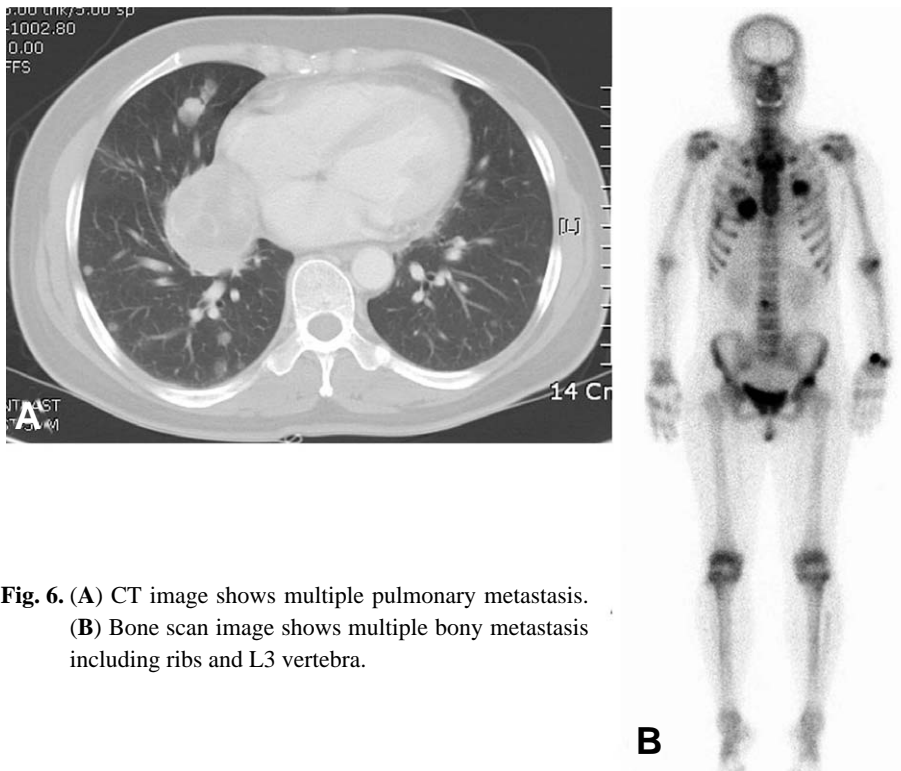 -1002.80
0.00
FFS
[L]
14 Cm
A
B
Fig. 6. (A) CT image shows multiple pulmonary metastasis.
(B) Bone scan image shows multiple bony metastasis
including ribs and L3 vertebra.